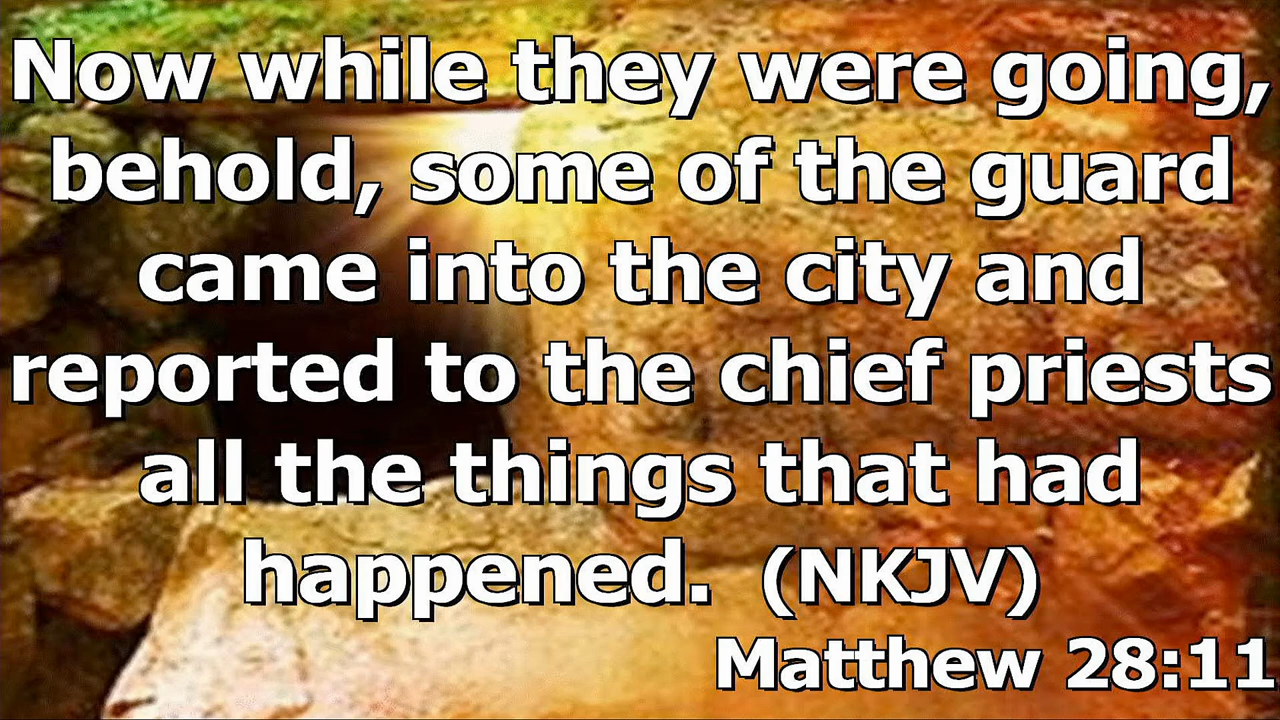 Now while they were going,
behold, some of the guard
came into the city and
reported to the chief priests
all the things that had
happened.  (NKJV)
Matthew 28:11